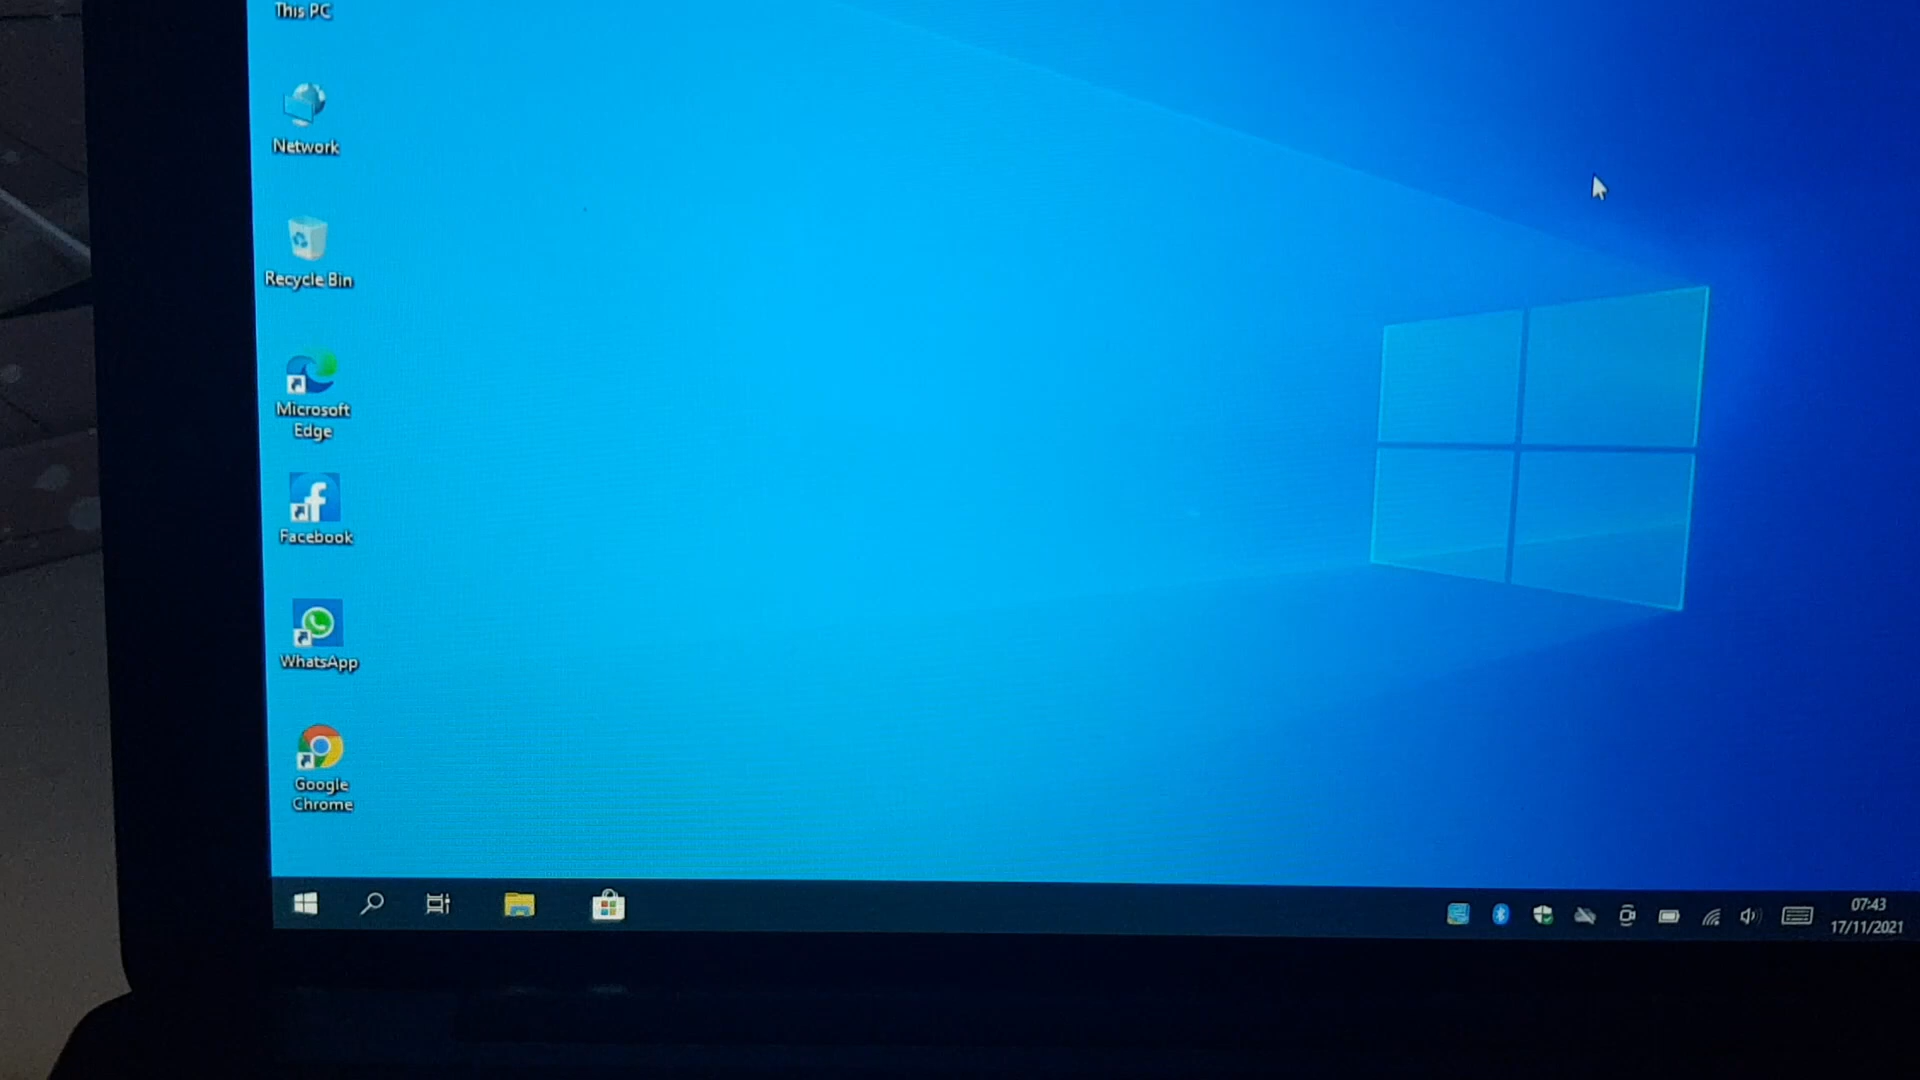 This PC
Network
Recycle Bin
Microsoft
Edge
Facebook
WhatsApp
Google
Chrome
07:43
17/11/2021